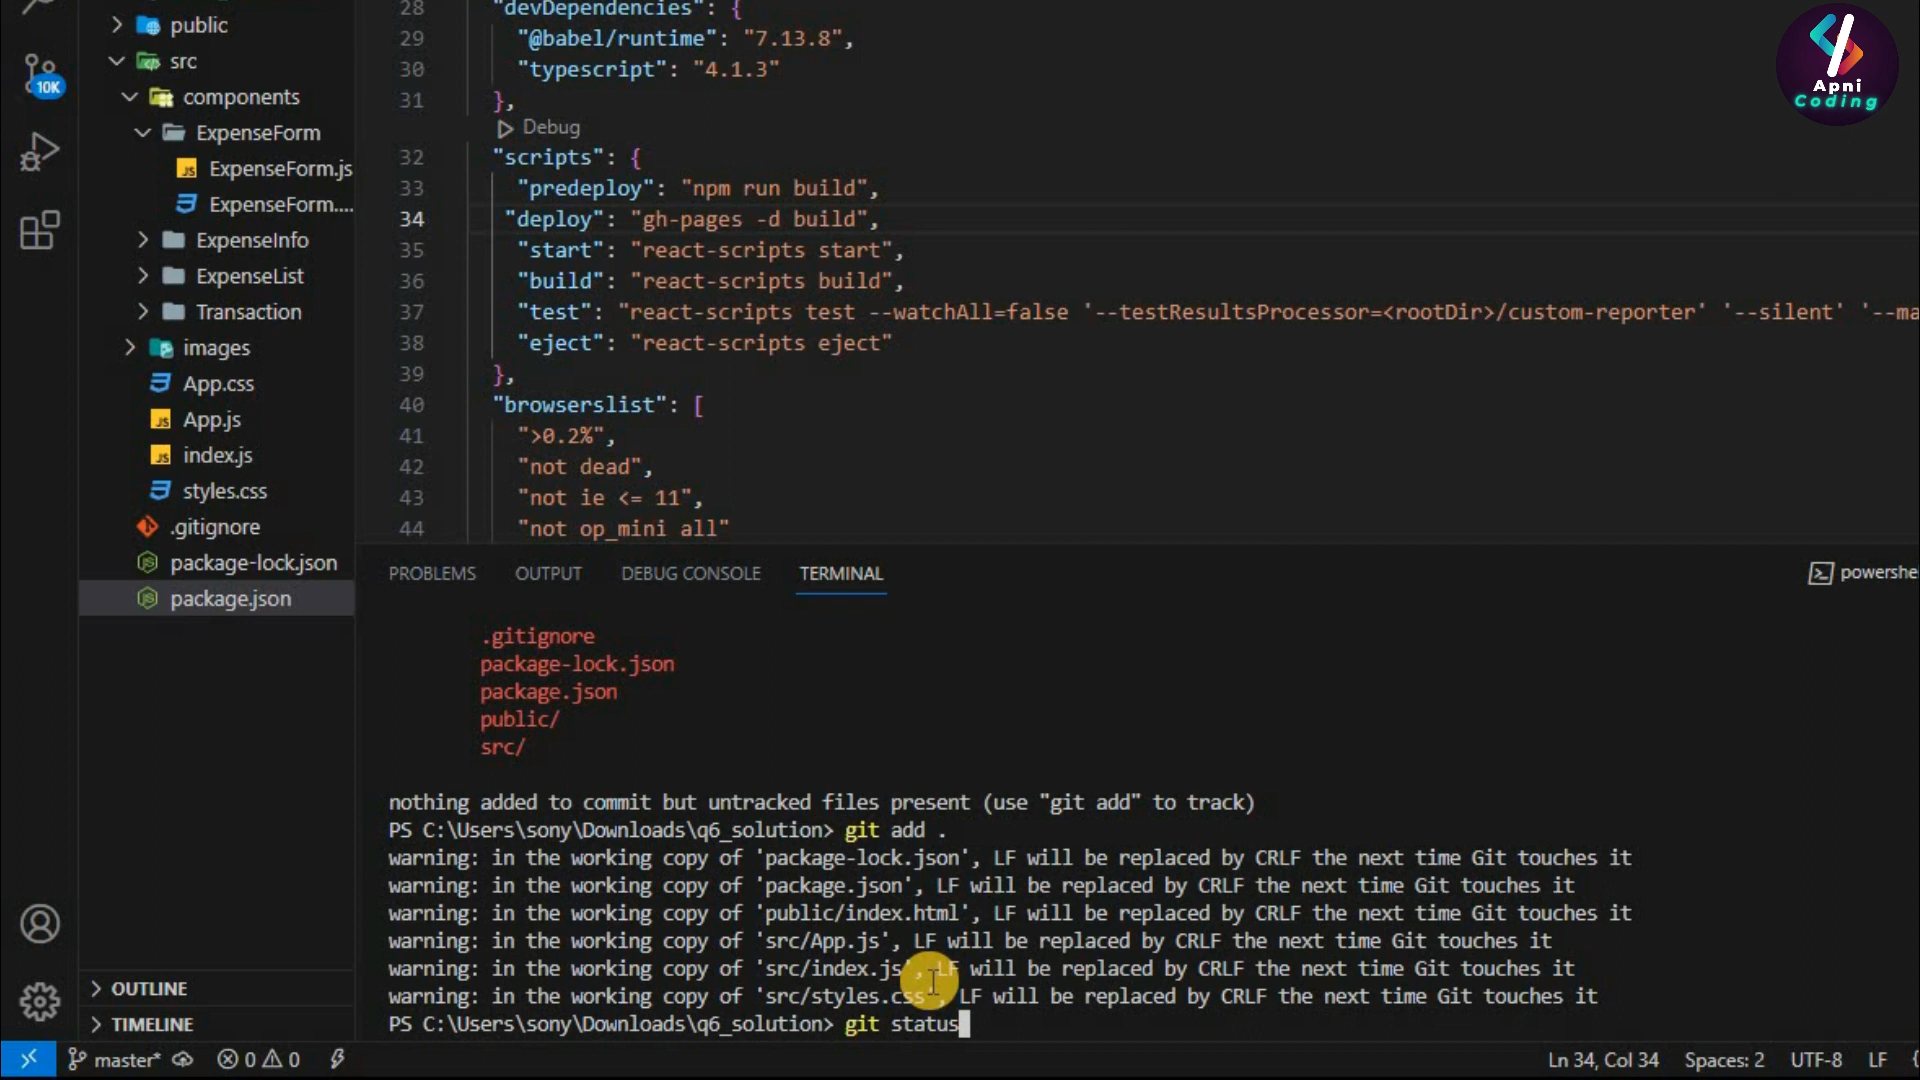 public
10K
src
components
ExpenseForm
JS ExpenseForm.js
ExpenseForm....
ExpenseInfo
ExpenseList
Transaction
images
App.css
JS App.js
JS index.js
styles.css
.gitignore
package-lock.json
package.json
OUTLINE
TIMELINE
28 "devDependencies": {
29 "@babel/runtime": "7.13.8",
30 "typescript": "4.1.3"
31 },
Debug
32 "scripts": {
33 "predeploy": "npm run build",
34 "deploy": "gh-pages -d build",
35 "start": "react-scripts start",
36 "build": "react-scripts build",
37 "test": "react-scripts test --watchAll=false '--testResultsProcessor=<rootDir>/custom-reporter' '--silent' '--ma
38 "eject": "react-scripts eject"
39 },
40 "browserslist": [
41 ">0.2%",
42 "not dead",
43 "not ie <= 11",
44 "not op_mini all"
Apni
Coding
PROBLEMS OUTPUT DEBUG CONSOLE TERMINAL powershe
.gitignore
package-lock.json
package.json
public/
src/
nothing added to commit but untracked files present (use "git add" to track)
PS C:\Users\sony\Downloads\q6_solution> git add .
warning: in the working copy of 'package-lock.json', LF will be replaced by CRLF the next time Git touches it
warning: in the working copy of 'package.json', LF will be replaced by CRLF the next time Git touches it
warning: in the working copy of 'public/index.html', LF will be replaced by CRLF the next time Git touches it
warning: in the working copy of 'src/App.js', LF will be replaced by CRLF the next time Git touches it
warning: in the working copy of 'src/index.js', LF will be replaced by CRLF the next time Git touches it
warning: in the working copy of 'src/styles.css', LF will be replaced by CRLF the next time Git touches it
PS C:\Users\sony\Downloads\q6_solution> git status
master* 0 0 Ln 34, Col 34 Spaces: 2 UTF-8 LF {